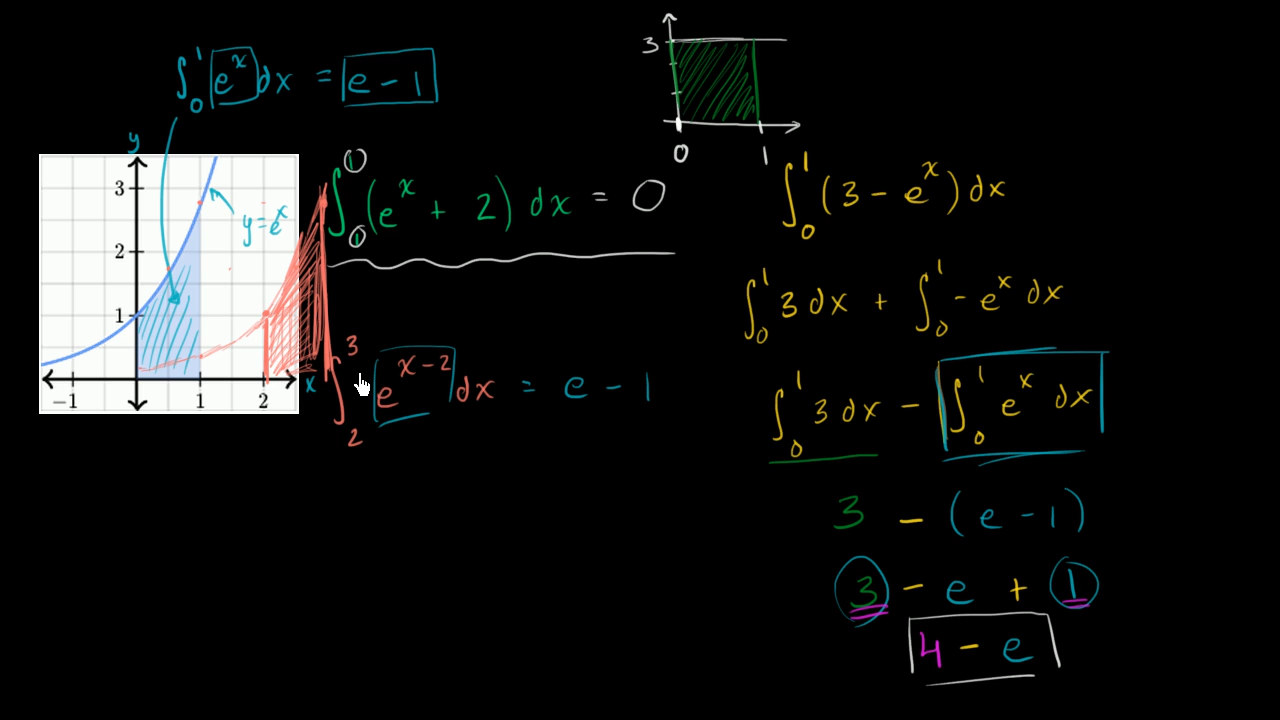 ∫₀¹ eˣ dx = e - 1
y
3
2
1
-1
1
2
x
y=eˣ
∫ (eˣ + 2) dx = 0
1
1
∫₂³ eˣ⁻² dx = e - 1
3
0
1
∫₀¹ (3 - eˣ) dx
∫₀¹ 3 dx + ∫₀¹ - eˣ dx
∫₀¹ 3 dx - ∫₀¹ eˣ dx
3 - (e - 1)
3 - e + 1
4 - e